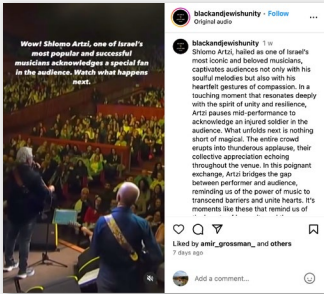 Wow! Shlomo Artzi, one of Israel's
most popular and successful
musicians acknowledges a special fan
in the audience. Watch what happens
next.
blackandjewishunity • Follow
Original audio
blackandjewishunity 1 w
Shlomo Artzi, hailed as one of Israel's
most iconic and beloved musicians,
captivates audiences not only with his
soulful melodies but also with his
heartfelt gestures of compassion. In a
touching moment that resonates deeply
with the spirit of unity and resilience,
Artzi pauses mid-performance to
acknowledge an injured soldier in the
audience. What unfolds next is nothing
short of magical. The entire crowd
erupts into thunderous applause, their
collective appreciation echoing
throughout the venue. In this poignant
exchange, Artzi bridges the gap
between performer and audience,
reminding us of the power of music to
transcend barriers and unite hearts. It's
moments like these that remind us of
Liked by amir_grossman_ and others
7 days ago
Add a comment...